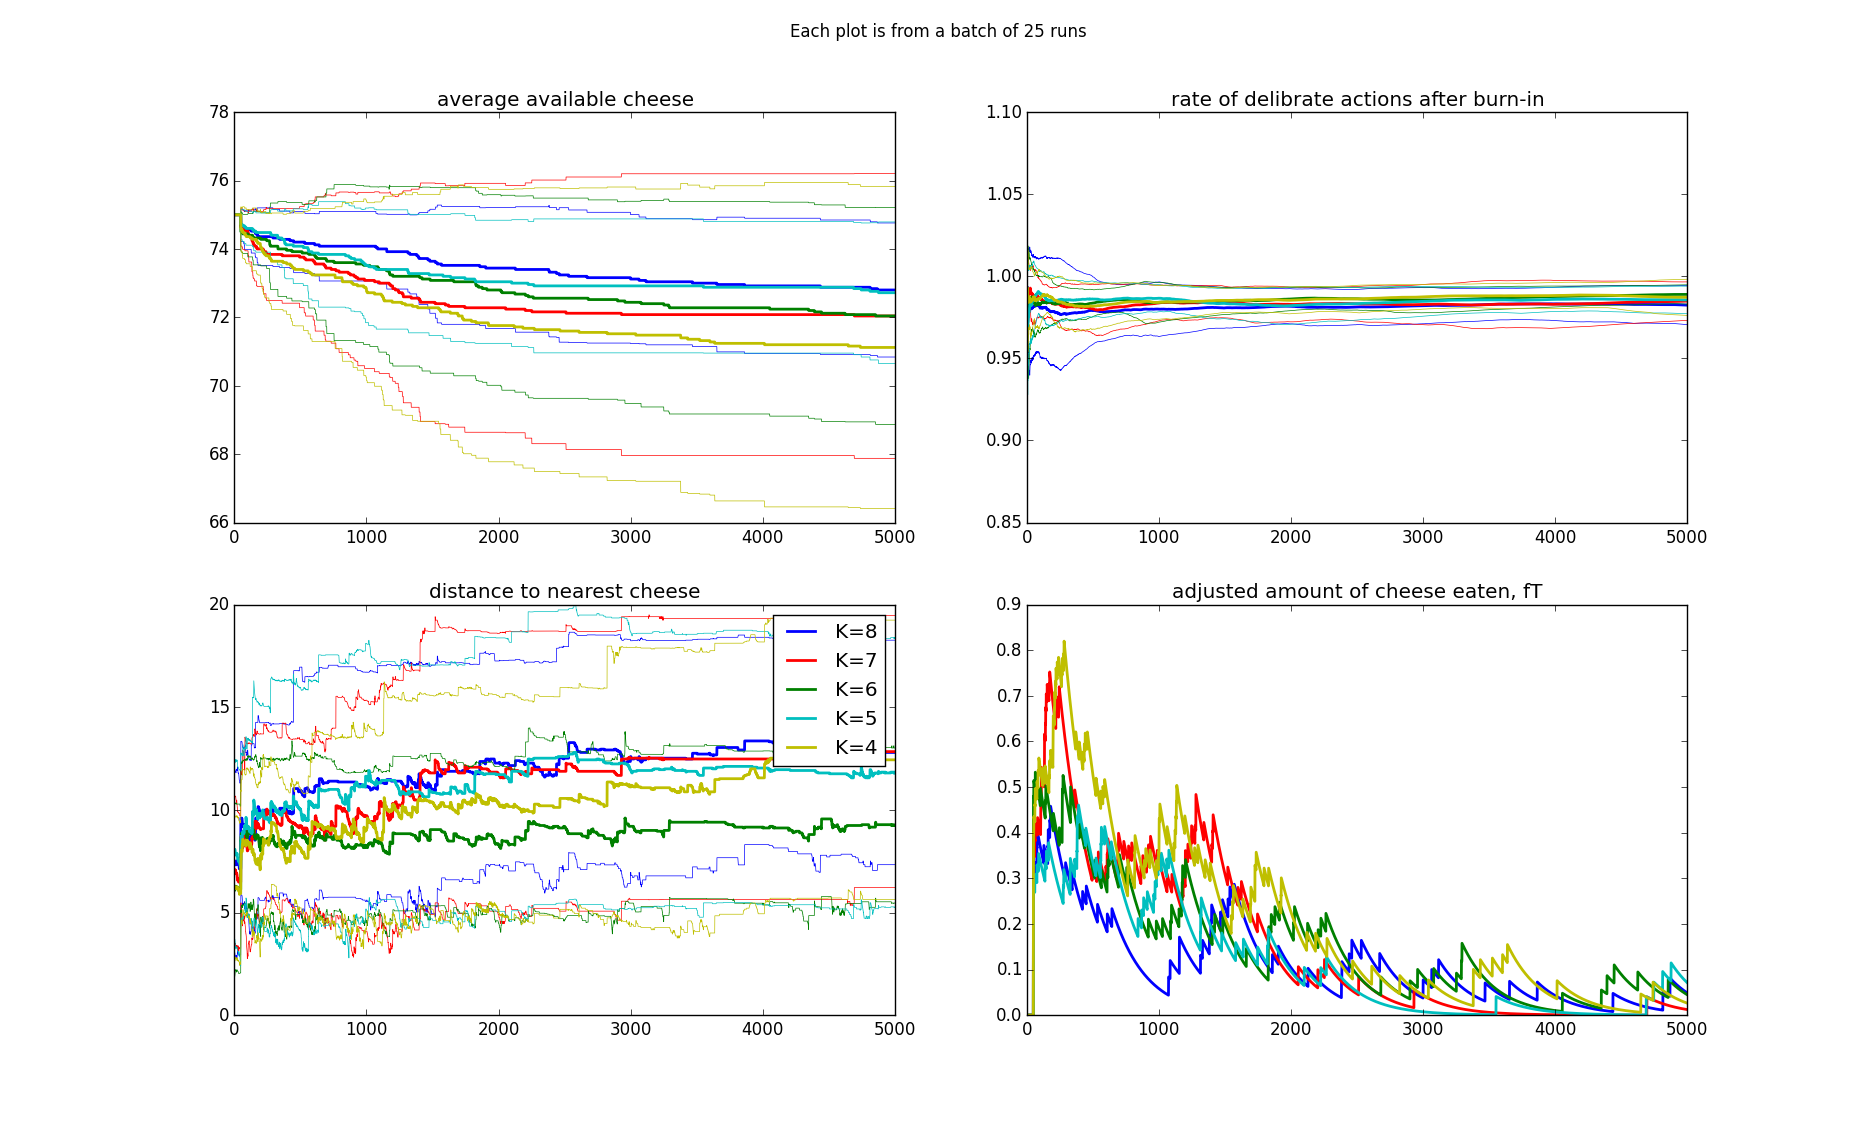 Each plot is from a batch of 25 runs
average available cheese
78
76
74
72
70
68
66
0 1000 2000 3000 4000 5000
rate of delibrate actions after burn-in
1.10
1.05
1.00
0.95
0.90
0.85
0 1000 2000 3000 4000 5000
distance to nearest cheese
20
15
10
5
0
0 1000 2000 3000 4000 5000
K=8
K=7
K=6
K=5
K=4
adjusted amount of cheese eaten, fT
0.9
0.8
0.7
0.6
0.5
0.4
0.3
0.2
0.1
0.0
0 1000 2000 3000 4000 5000